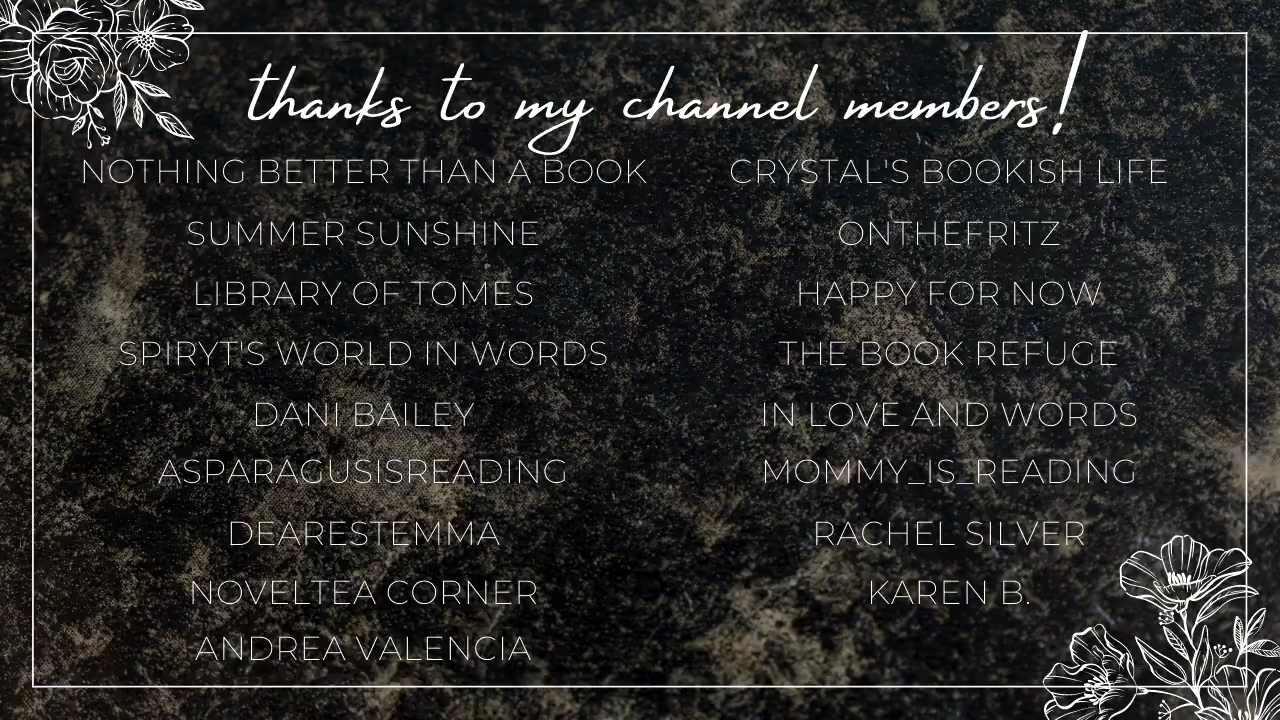 thanks to my channel members!
NOTHING BETTER THAN A BOOK
SUMMER SUNSHINE
LIBRARY OF TOMES
SPIRYT'S WORLD IN WORDS
DANI BAILEY
ASPARAGUSISREADING
DEARESTEMMA
NOVELTEA CORNER
ANDREA VALENCIA
CRYSTAL'S BOOKISH LIFE
ONTHEFRITZ
HAPPY FOR NOW
THE BOOK REFUGE
IN LOVE AND WORDS
MOMMY_IS_READING
RACHEL SILVER
KAREN B.